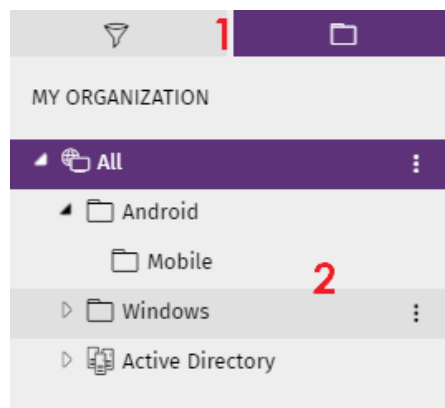 1
MY ORGANIZATION
All
Android
Mobile
2
Windows
Active Directory